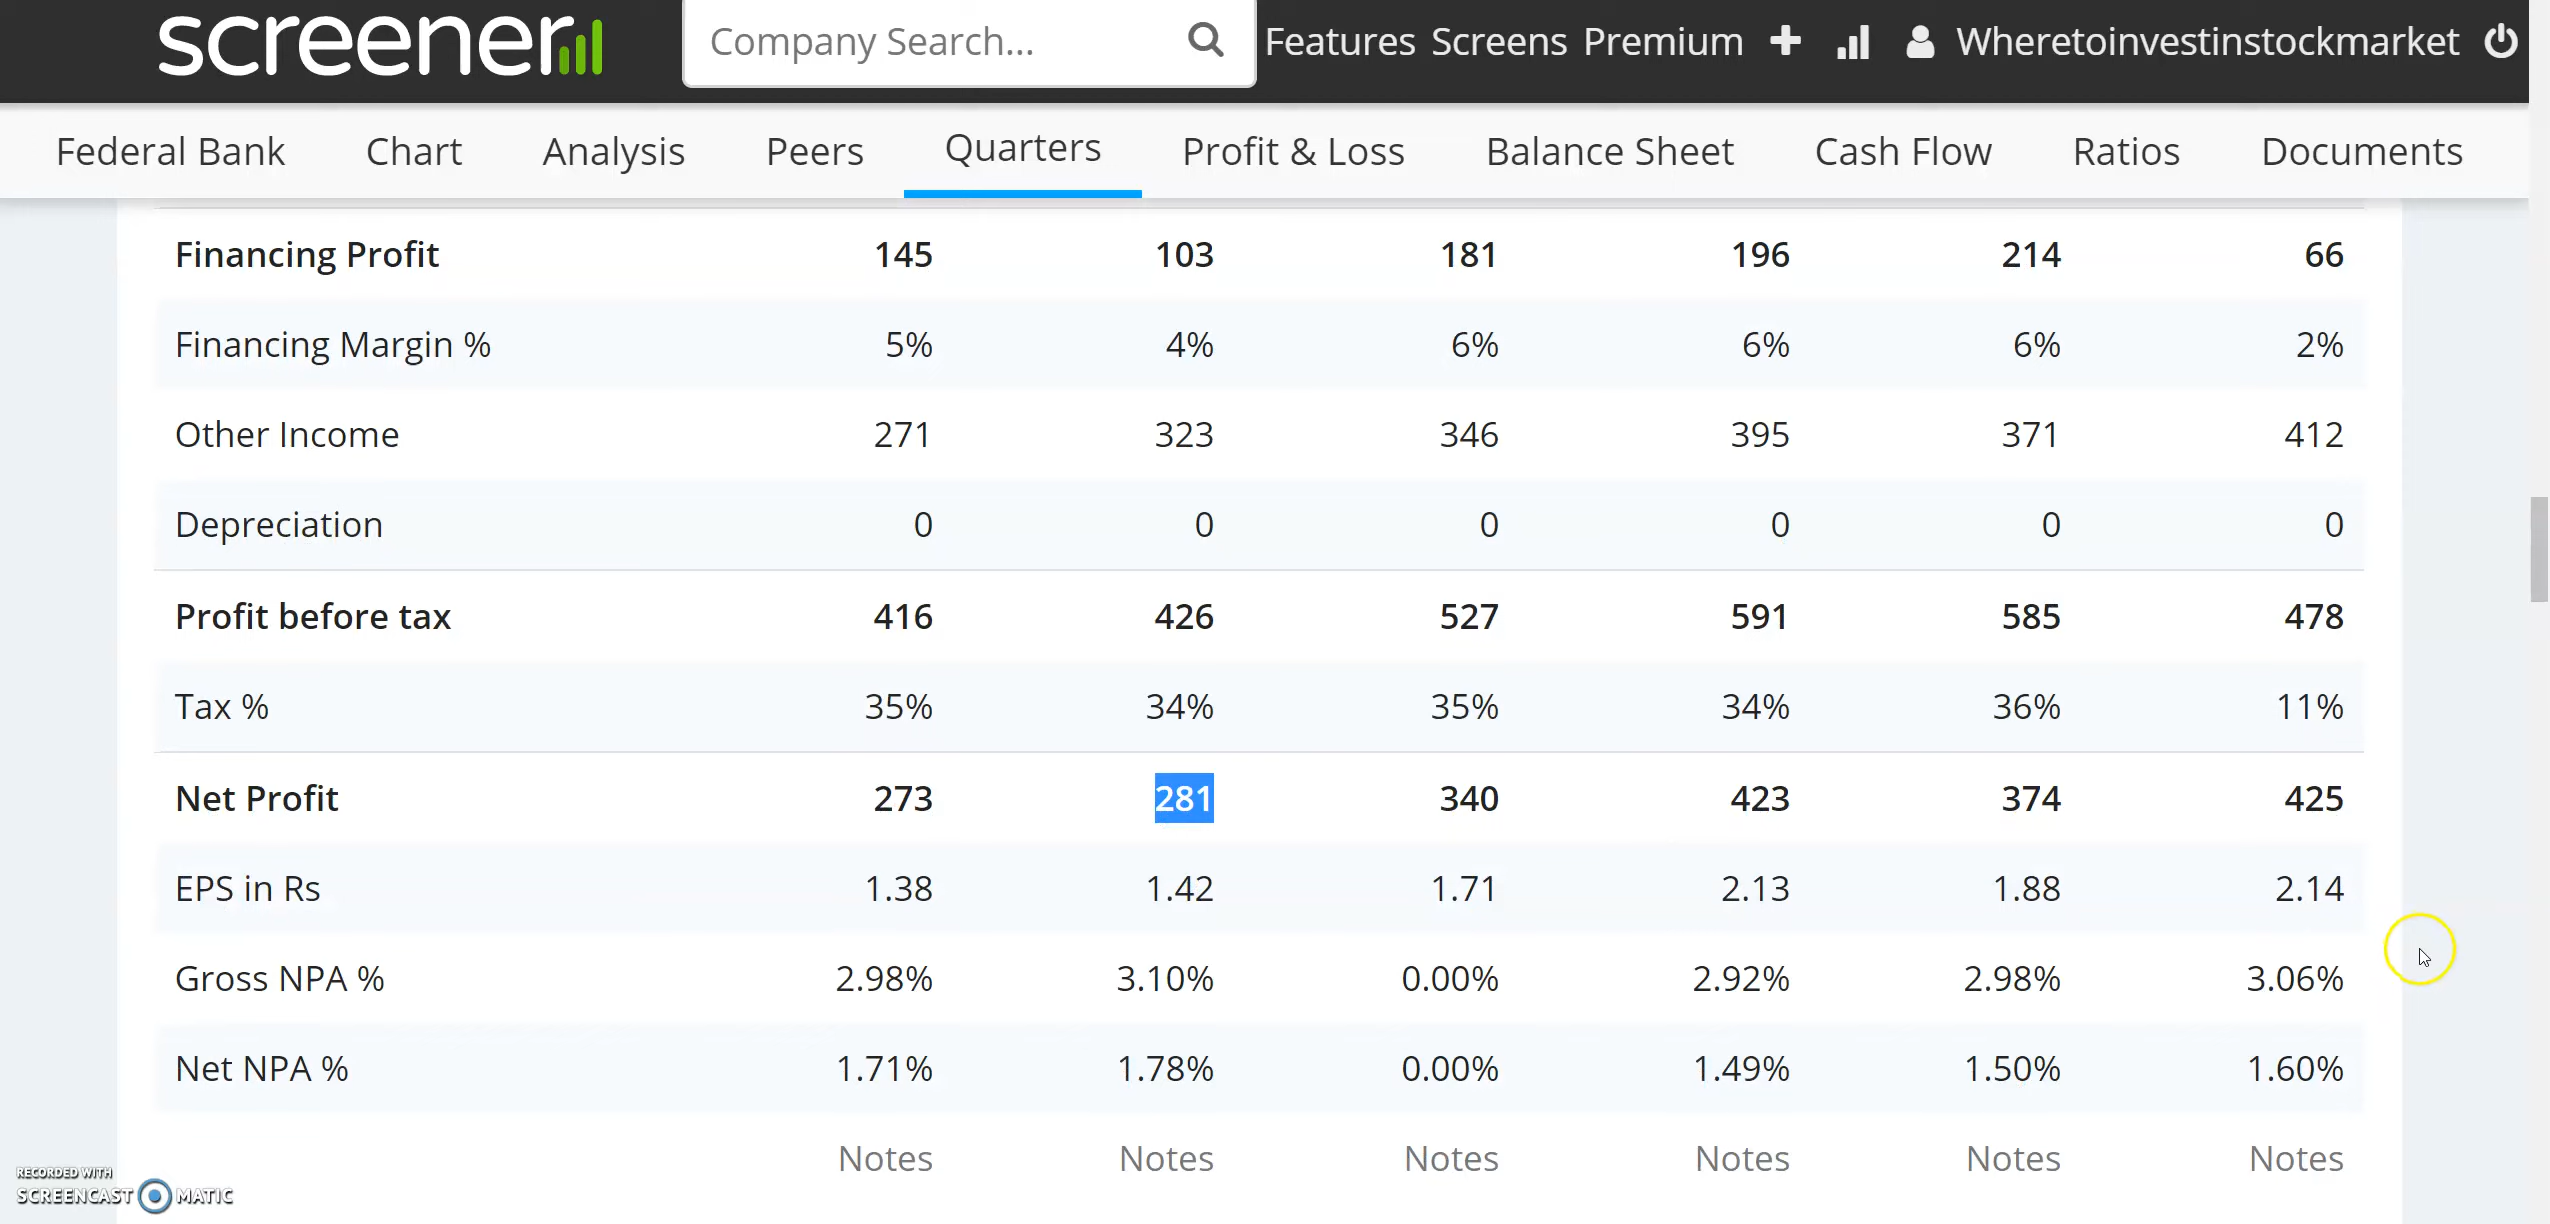 screener
Company Search...
Features Screens Premium Wheretoinvestinstockmarket
Federal Bank Chart Analysis Peers Quarters Profit & Loss Balance Sheet Cash Flow Ratios Documents
Financing Profit 145 103 181 196 214 66
Financing Margin % 5% 4% 6% 6% 6% 2%
Other Income 271 323 346 395 371 412
Depreciation 0 0 0 0 0 0
Profit before tax 416 426 527 591 585 478
Tax % 35% 34% 35% 34% 36% 11%
Net Profit 273 281 340 423 374 425
EPS in Rs 1.38 1.42 1.71 2.13 1.88 2.14
Gross NPA % 2.98% 3.10% 0.00% 2.92% 2.98% 3.06%
Net NPA % 1.71% 1.78% 0.00% 1.49% 1.50% 1.60%
Notes Notes Notes Notes Notes Notes
RECORDED WITH
SCREENCAST MATIC